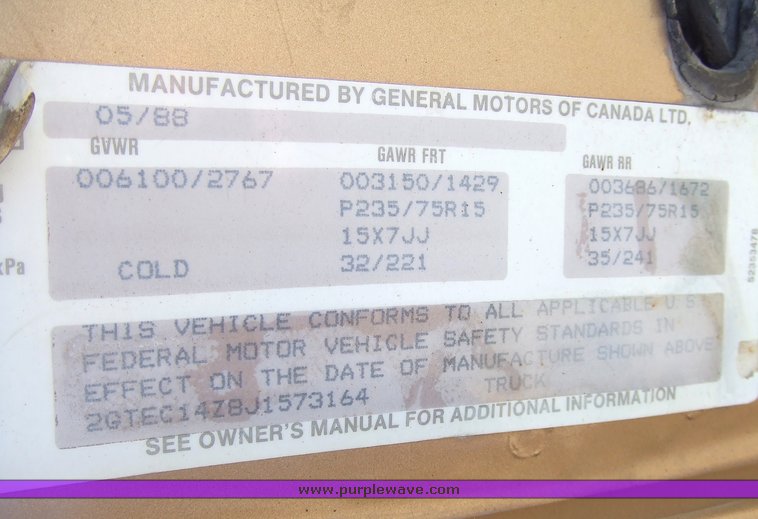 MANUFACTURED BY GENERAL MOTORS OF CANADA LTD.
05/88
GVWR GAWR FRT GAWR RR
006100/2767 003150/1429 003686/1672
P235/75R15 P235/75R15
15X7JJ 15X7JJ
kPa COLD 32/221 35/241
THIS VEHICLE CONFORMS TO ALL APPLICABLE U S
FEDERAL MOTOR VEHICLE SAFETY STANDARDS IN
EFFECT ON THE DATE OF MANUFACTURE SHOWN ABOVE
2GTEC14Z8J1573164 TRUCK
SEE OWNER'S MANUAL FOR ADDITIONAL INFORMATION
52353478
www.purplewave.com